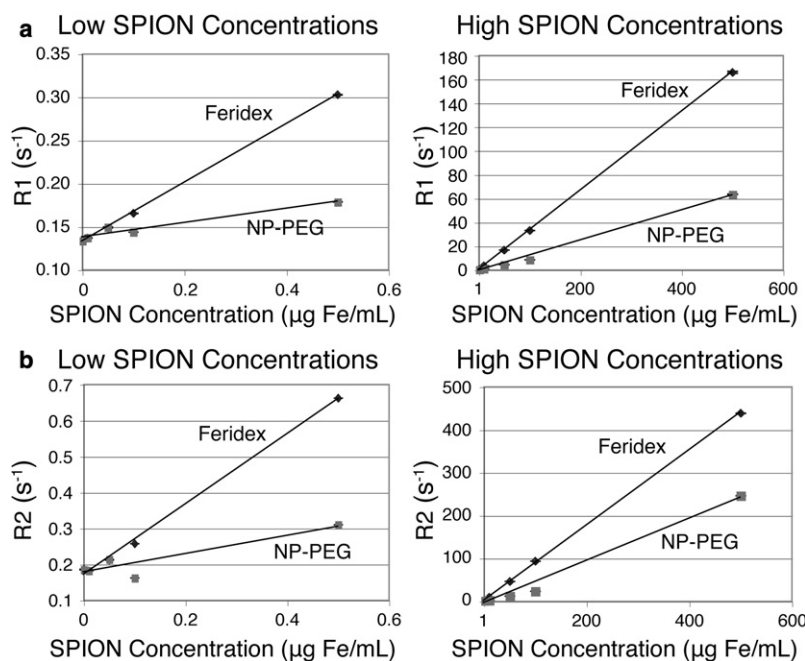 a Low SPION Concentrations
High SPION Concentrations
R1 (s⁻¹)
0.35
0.30
0.25
0.20
0.15
0.10
Feridex
NP-PEG
0 0.2 0.4 0.6
SPION Concentration (µg Fe/mL)
R1 (s⁻¹)
180
160
140
120
100
80
60
40
20
0
Feridex
NP-PEG
1 200 400 600
SPION Concentration (µg Fe/mL)
b Low SPION Concentrations
High SPION Concentrations
R2 (s⁻¹)
0.7
0.6
0.5
0.4
0.3
0.2
0.1
Feridex
NP-PEG
0 0.2 0.4 0.6
SPION Concentration (µg Fe/mL)
R2 (s⁻¹)
500
400
300
200
100
0
Feridex
NP-PEG
1 200 400 600
SPION Concentration (µg Fe/mL)